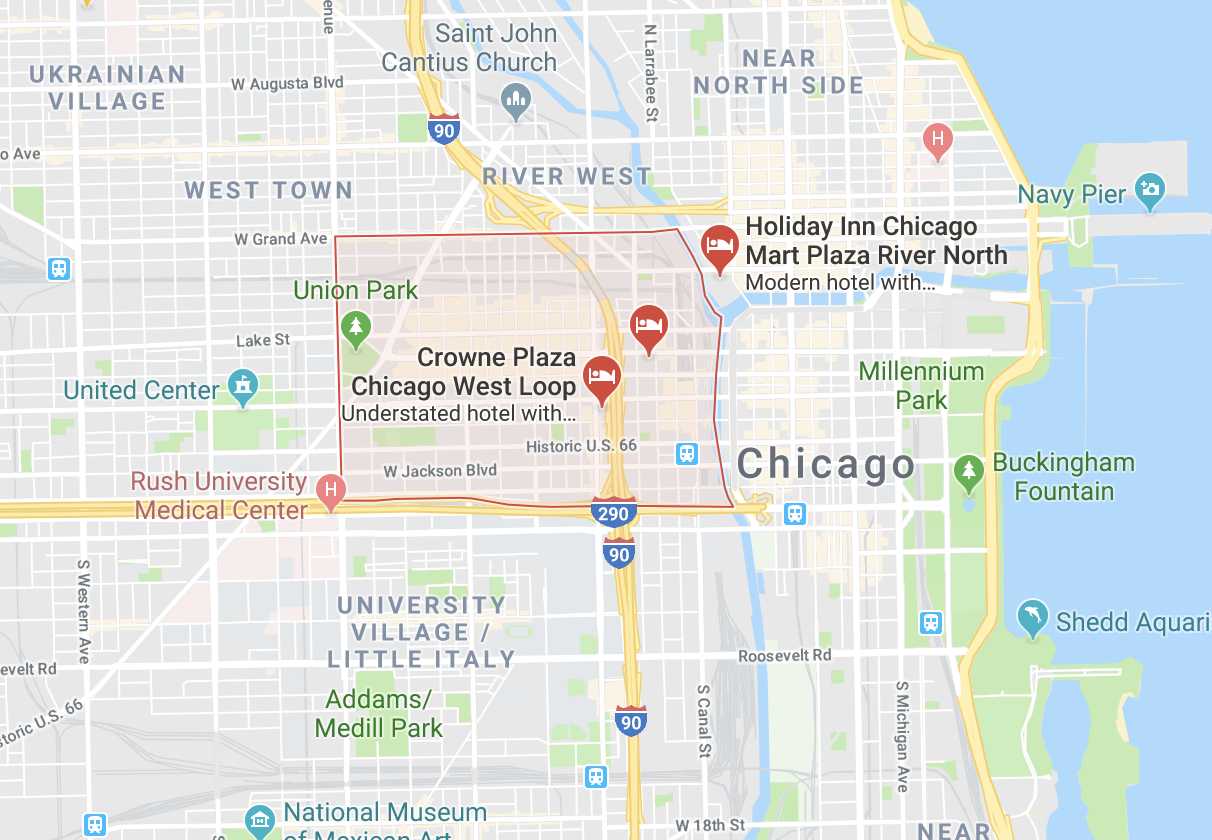 Saint John
Cantius Church
N Larrabee St
NEAR
NORTH SIDE
UKRAINIAN
VILLAGE
W Augusta Blvd
90
H
o Ave
WEST TOWN
RIVER WEST
Navy Pier
W Grand Ave
Holiday Inn Chicago
Mart Plaza River North
Modern hotel with...
Union Park
Lake St
Crowne Plaza
Chicago West Loop
Understated hotel with...
United Center
Millennium
Park
Historic U.S. 66
W Jackson Blvd
Chicago
Buckingham
Fountain
Rush University
Medical Center
H
290
90
S Western Ave
UNIVERSITY
VILLAGE /
LITTLE ITALY
Shedd Aquari
evelt Rd
Roosevelt Rd
storic U.S. 66
Addams/
Medill Park
S Canal St
S Michigan Ave
90
National Museum
of Mexican Art
W 18th St
NEAR